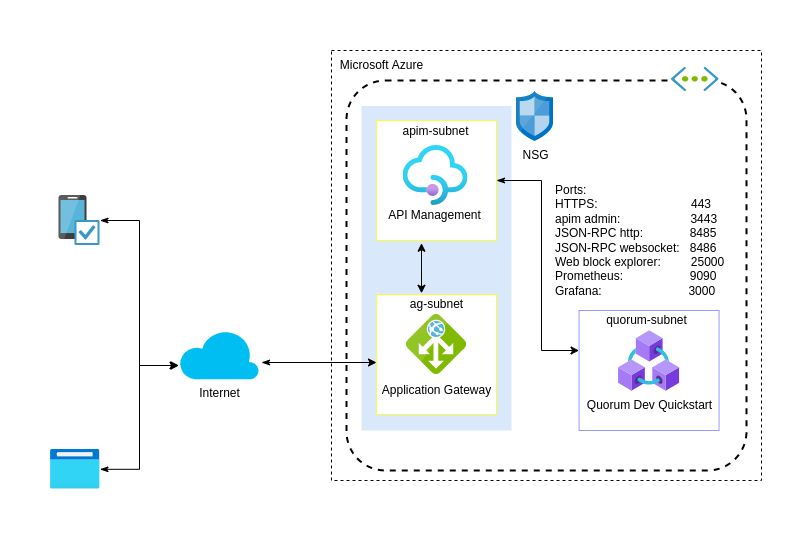 Microsoft Azure
apim-subnet
API Management
NSG
Ports:
HTTPS: 443
apim admin: 3443
JSON-RPC http: 8485
JSON-RPC websocket: 8486
Web block explorer: 25000
Prometheus: 9090
Grafana: 3000
ag-subnet
Application Gateway
quorum-subnet
Quorum Dev Quickstart
Internet